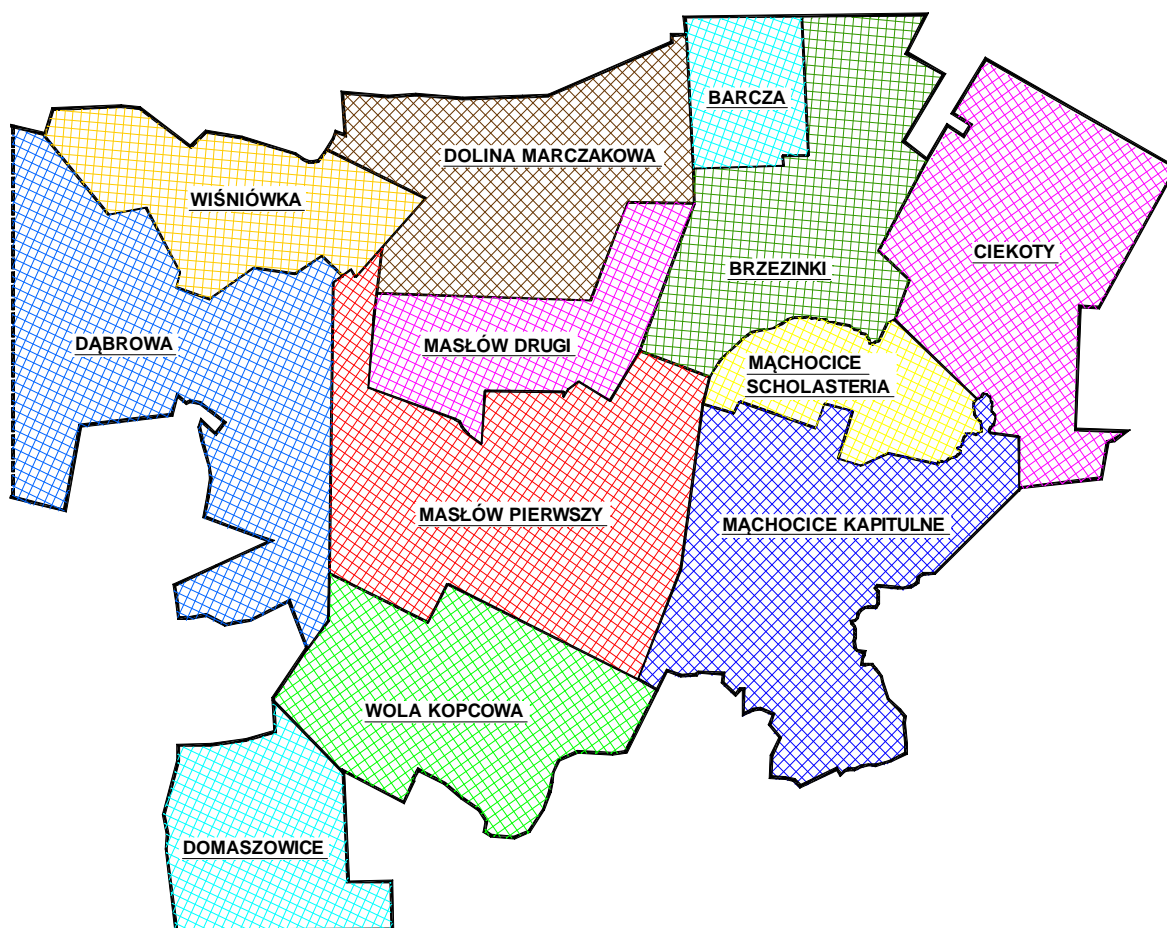 BARCZA
DOLINA MARCZAKOWA
WIŚNIÓWKA
CIEKOTY
BRZEZINKI
DĄBROWA
MASŁÓW DRUGI
MĄCHOCICE
SCHOLASTERIA
MASŁÓW PIERWSZY
MĄCHOCICE KAPITULNE
WOLA KOPCOWA
DOMASZOWICE